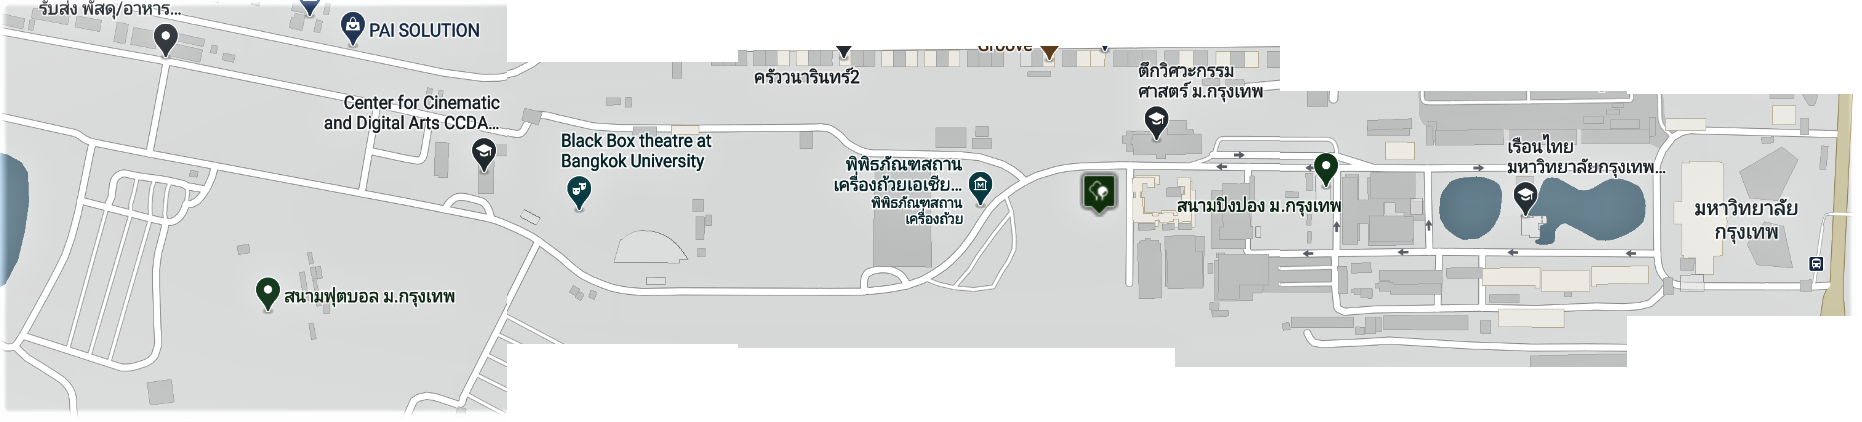 รับส่ง พัสดุ/อาหาร...
PAI SOLUTION
Center for Cinematic
and Digital Arts CCDA...
Black Box theatre at
Bangkok University
ครัววนารินทร์2
Groove
พิพิธภัณฑสถาน
เครื่องถ้วยเอเชีย...
พิพิธภัณฑสถาน
เครื่องถ้วย
ตึกวิศวะกรรม
ศาสตร์ ม.กรุงเทพ
สนามปิงปอง ม.กรุงเทพ
เรือนไทย
มหาวิทยาลัยกรุงเทพ...
มหาวิทยาลัย
กรุงเทพ
สนามฟุตบอล ม.กรุงเทพ